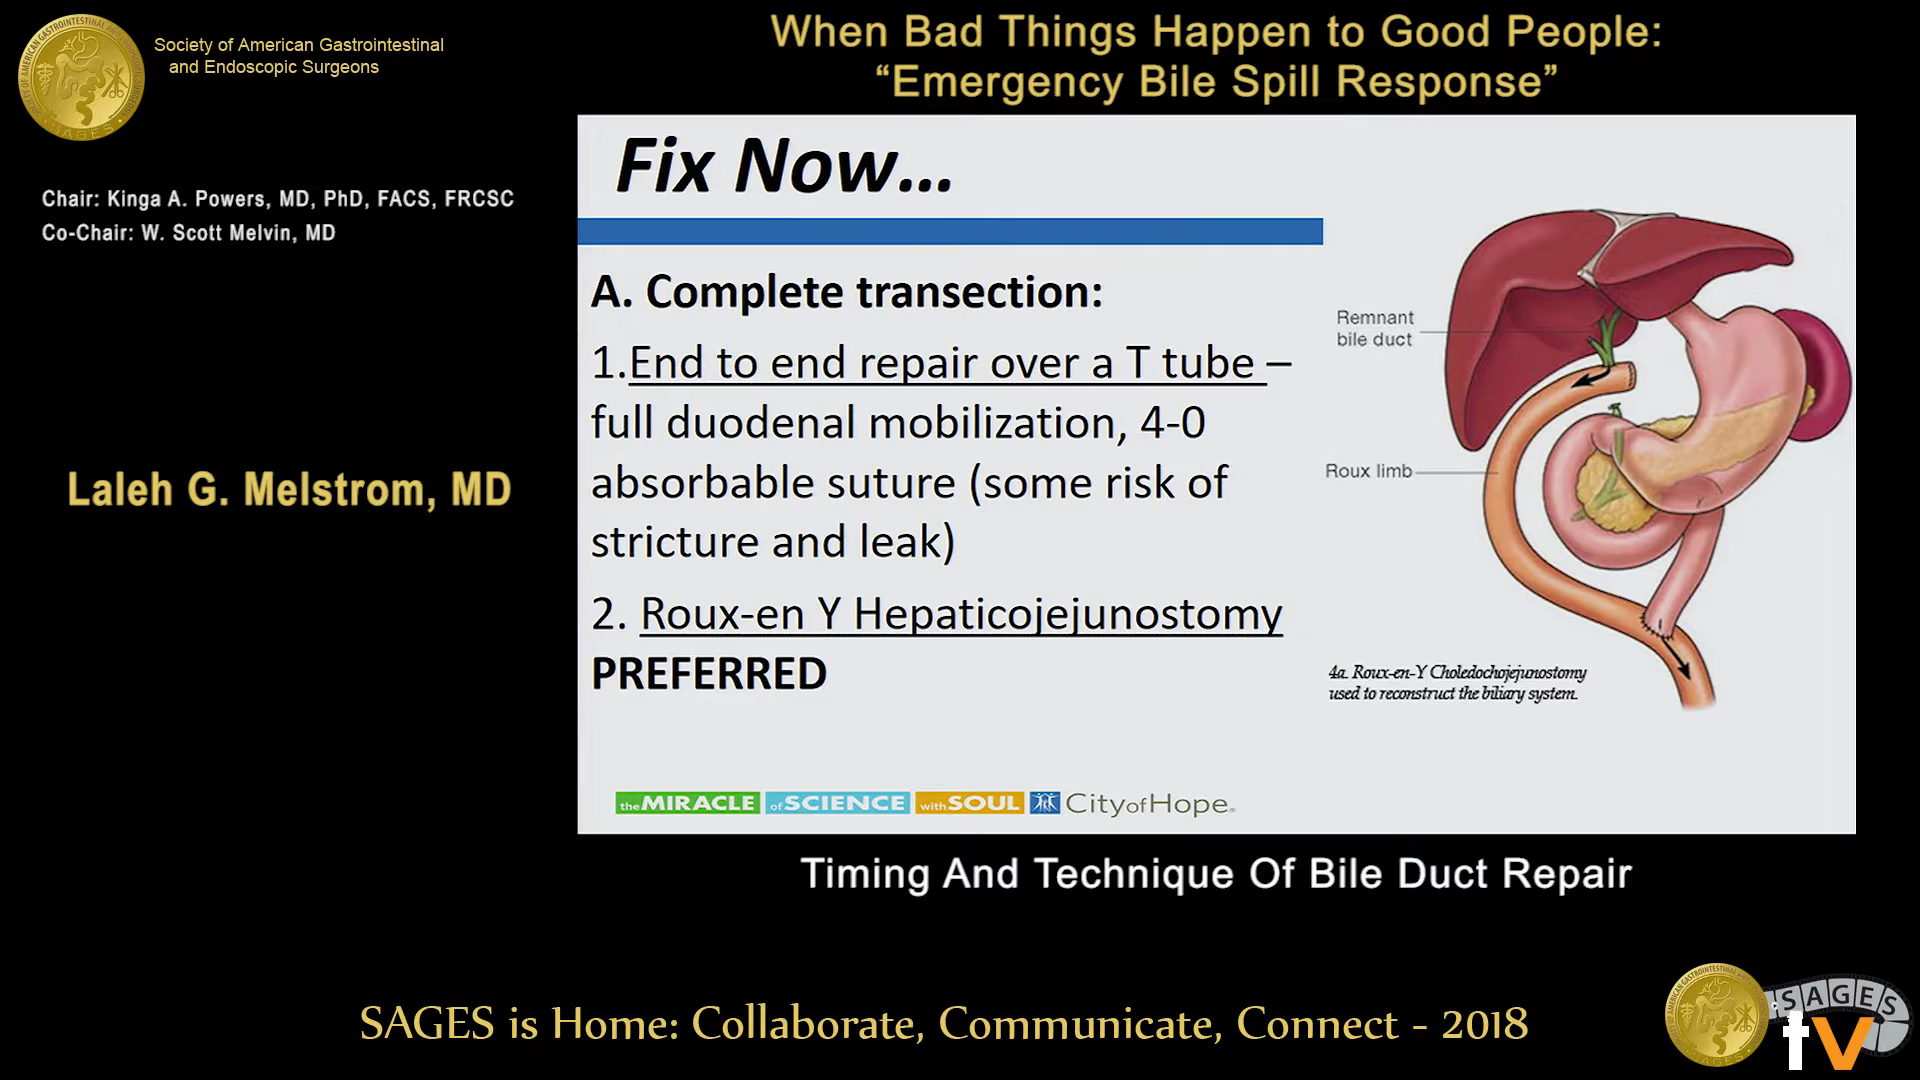 Society of American Gastrointestinal
and Endoscopic Surgeons
When Bad Things Happen to Good People:
“Emergency Bile Spill Response”
Chair: Kinga A. Powers, MD, PhD, FACS, FRCSC
Co-Chair: W. Scott Melvin, MD
Laleh G. Melstrom, MD
Fix Now...
A. Complete transection:
1.End to end repair over a T tube –
full duodenal mobilization, 4-0
absorbable suture (some risk of
stricture and leak)
2. Roux-en Y Hepaticojejunostomy
PREFERRED
Remnant
bile duct
Roux limb
4a. Roux-en-Y Choledochojejunostomy
used to reconstruct the biliary system.
the MIRACLE of SCIENCE with SOUL City of Hope
Timing And Technique Of Bile Duct Repair
SAGES is Home: Collaborate, Communicate, Connect - 2018
SAGES
tv